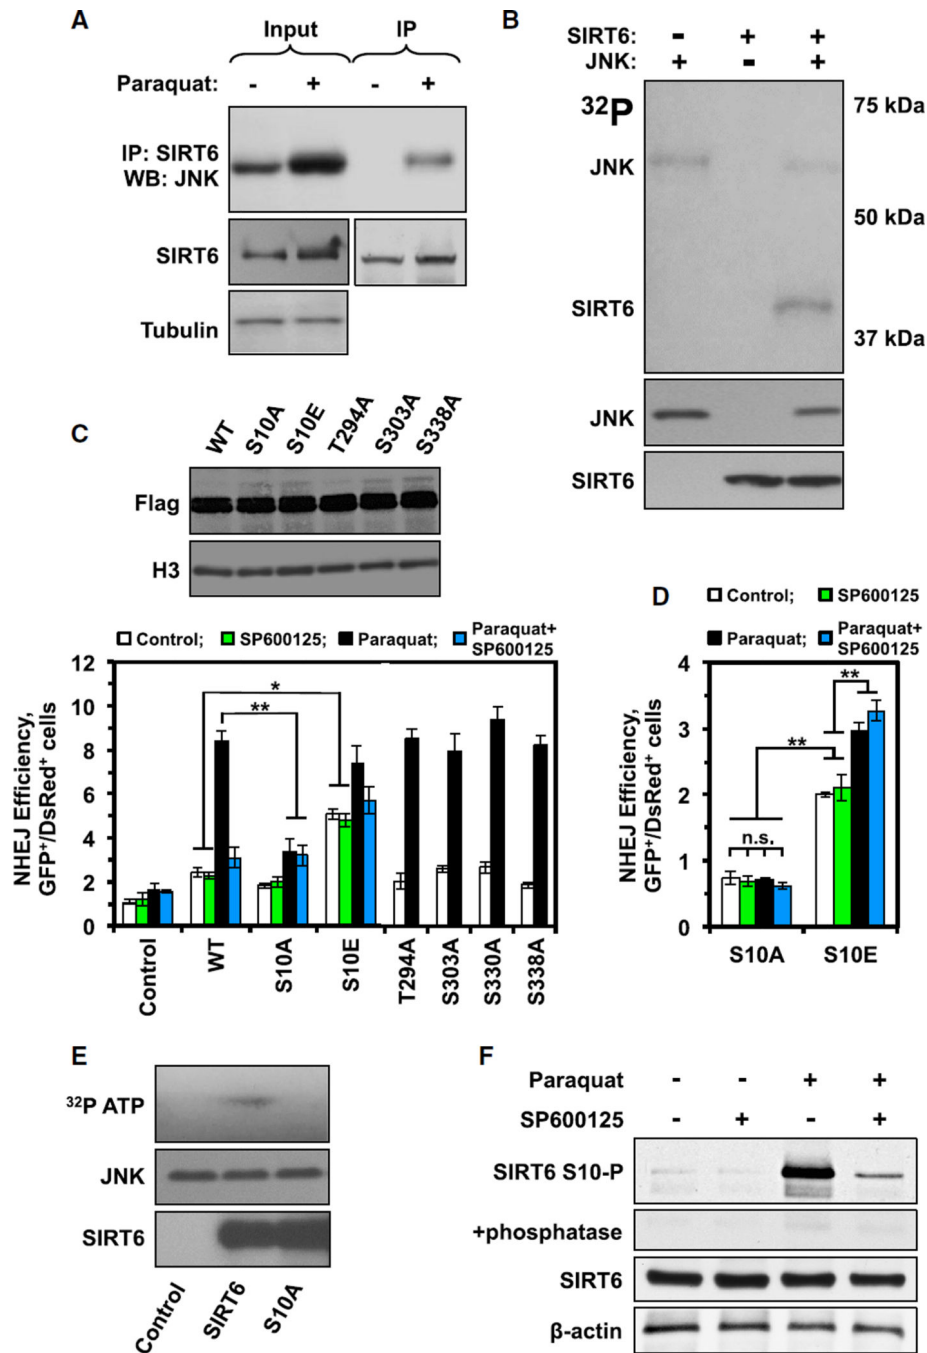 A
Input IP
Paraquat: - + - +
IP: SIRT6
WB: JNK
SIRT6
Tubulin
B
SIRT6: - + +
JNK: + - +
32P
75 kDa
JNK
50 kDa
SIRT6
37 kDa
JNK
SIRT6
C
WT S10A S10E T294A S303A S338A
Flag
H3
Control; SP600125; Paraquat; Paraquat+
SP600125
NHEJ Efficiency,
GFP+/DsRed+ cells
12
10
8
6
4
2
0
*
**
Control WT S10A S10E T294A S303A S330A S338A
D
Control; SP600125
Paraquat; Paraquat+
SP600125
NHEJ Efficiency,
GFP+/DsRed+ cells
4
3
2
1
0
**
**
n.s.
S10A S10E
E
32P ATP
JNK
SIRT6
Control SIRT6 S10A
F
Paraquat - - + +
SP600125 - + - +
SIRT6 S10-P
+phosphatase
SIRT6
β-actin